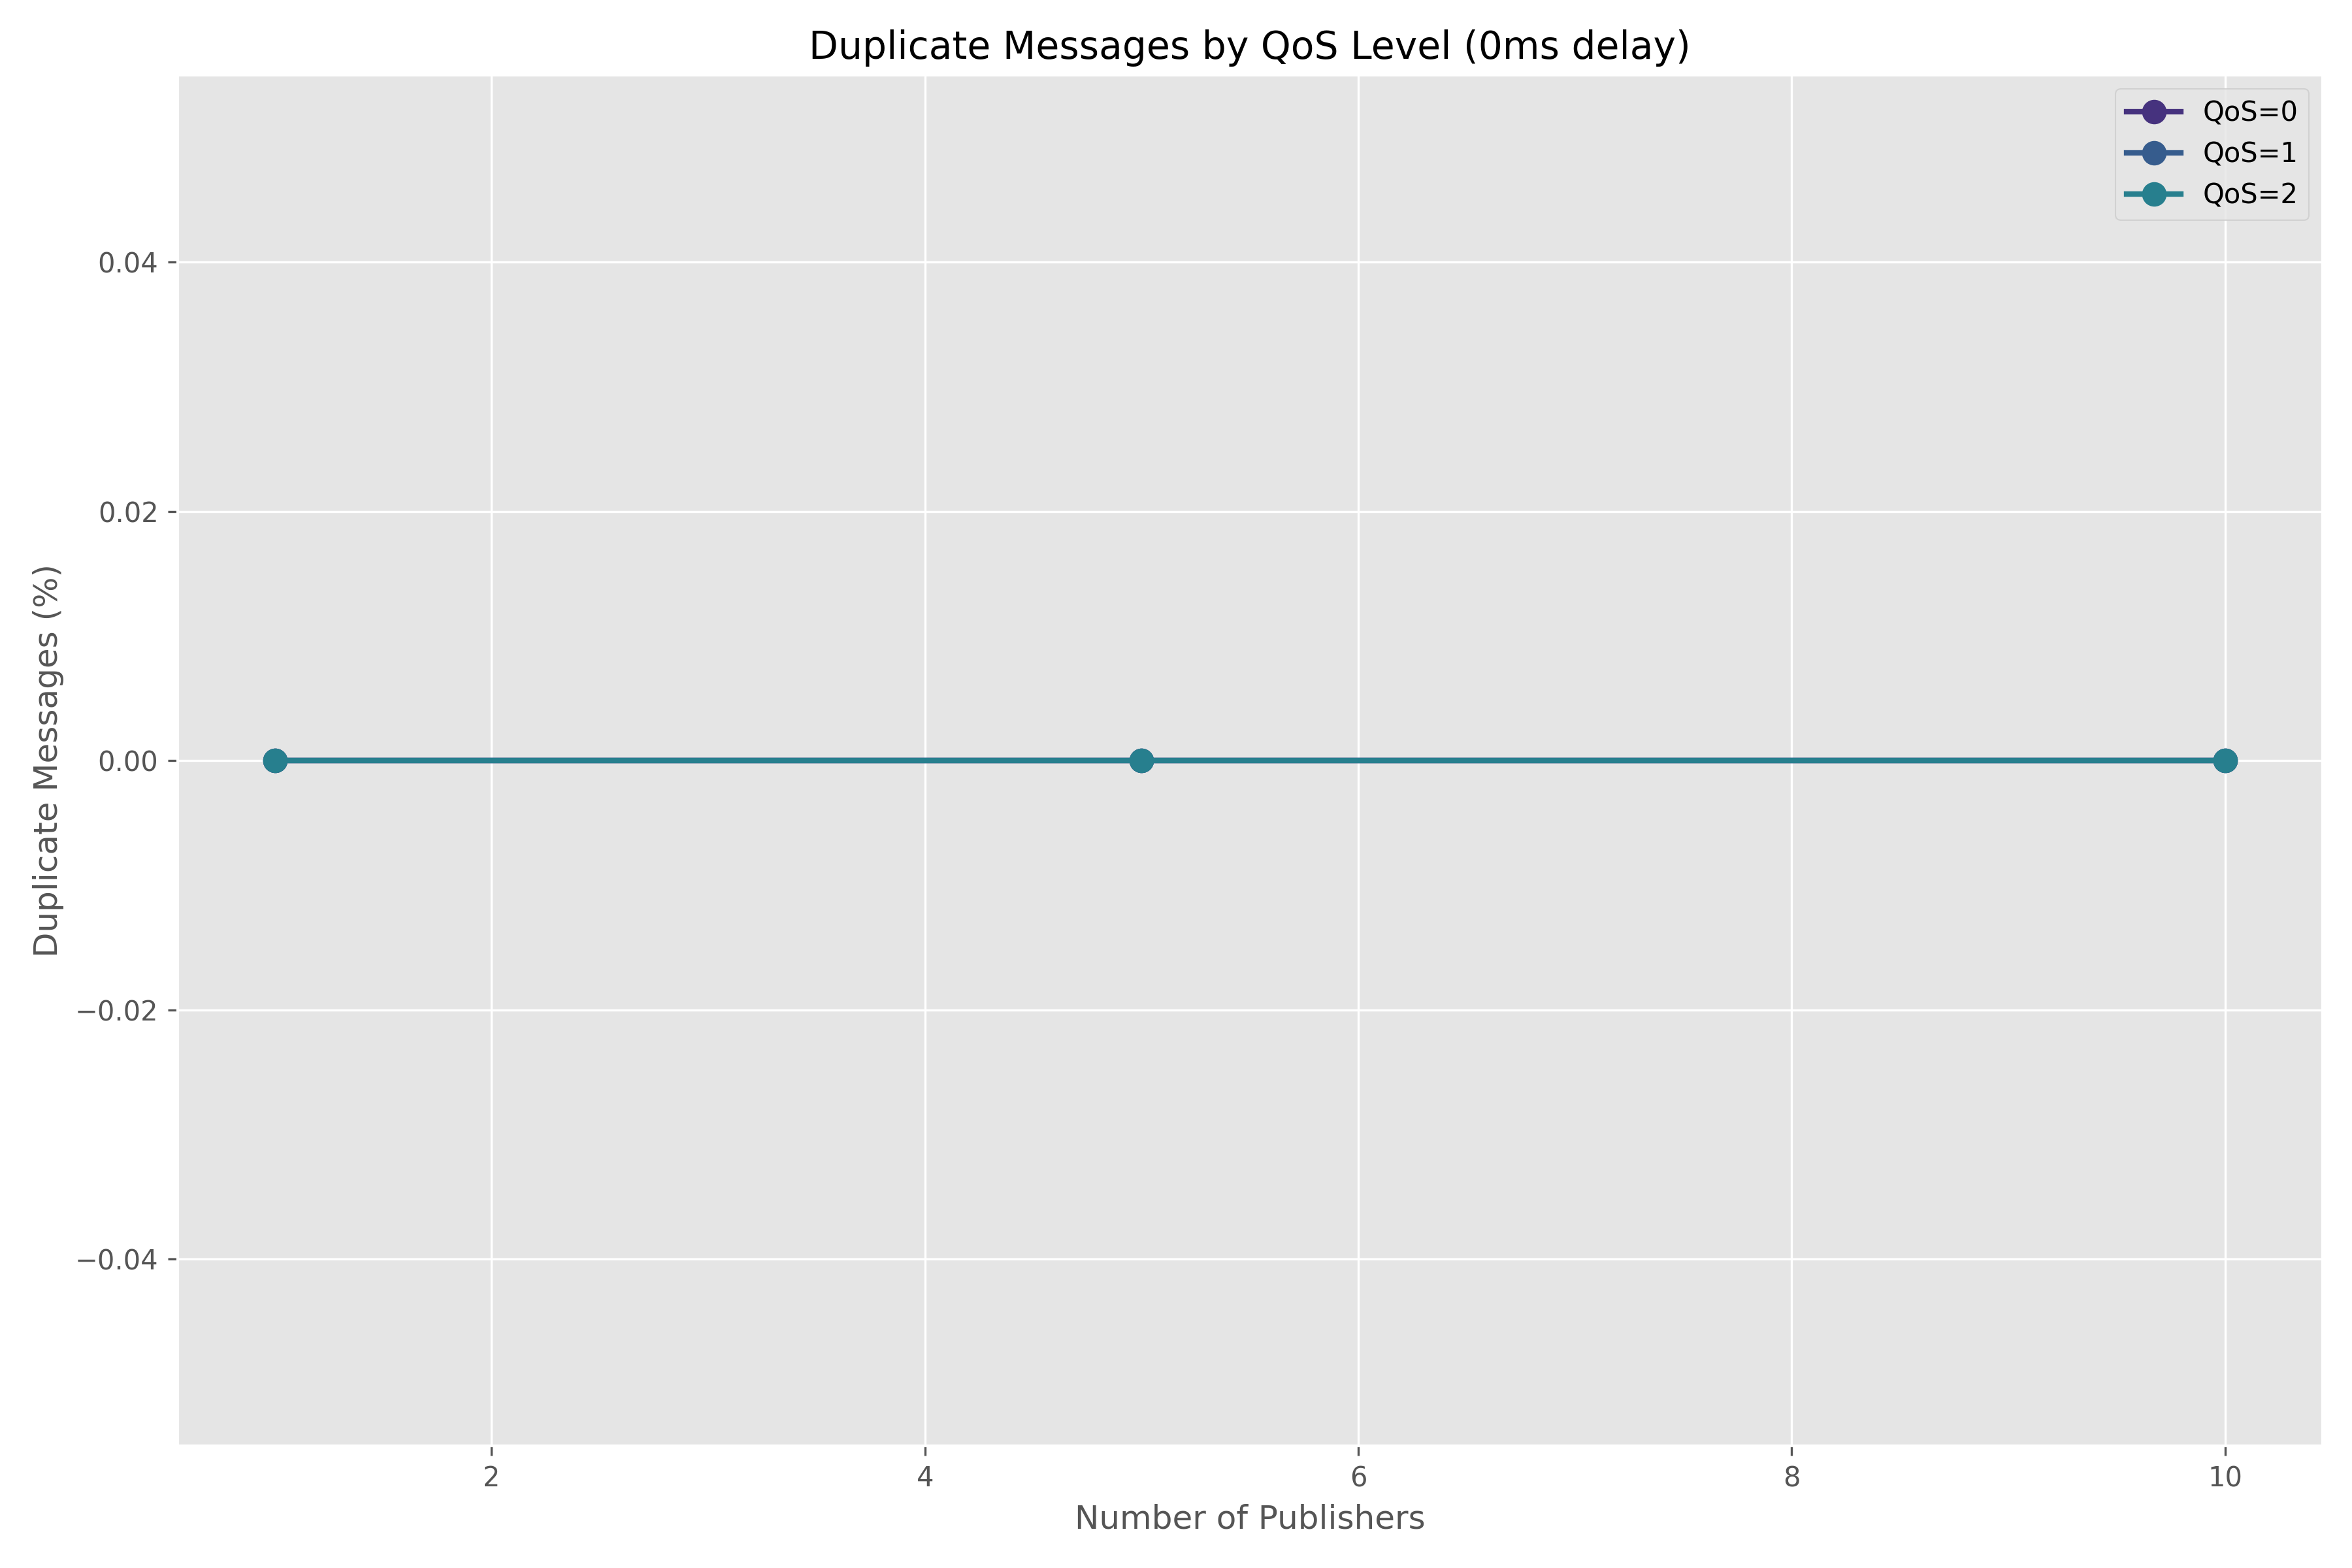 Duplicate Messages by QoS Level (0ms delay)
QoS=0
QoS=1
QoS=2
Duplicate Messages (%)
0.04
0.02
0.00
−0.02
−0.04
2 4 6 8 10
Number of Publishers